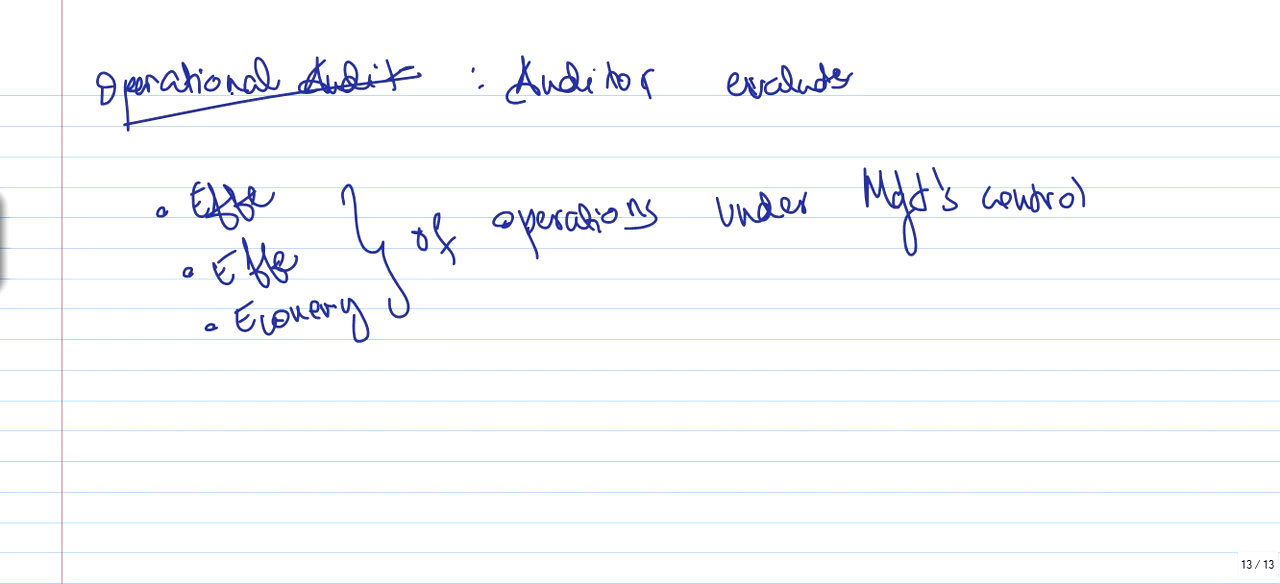 Operational Audit : Auditor evaluates
• Effe
• Effe } of operations under Mgt's control
• Economy
13 / 13